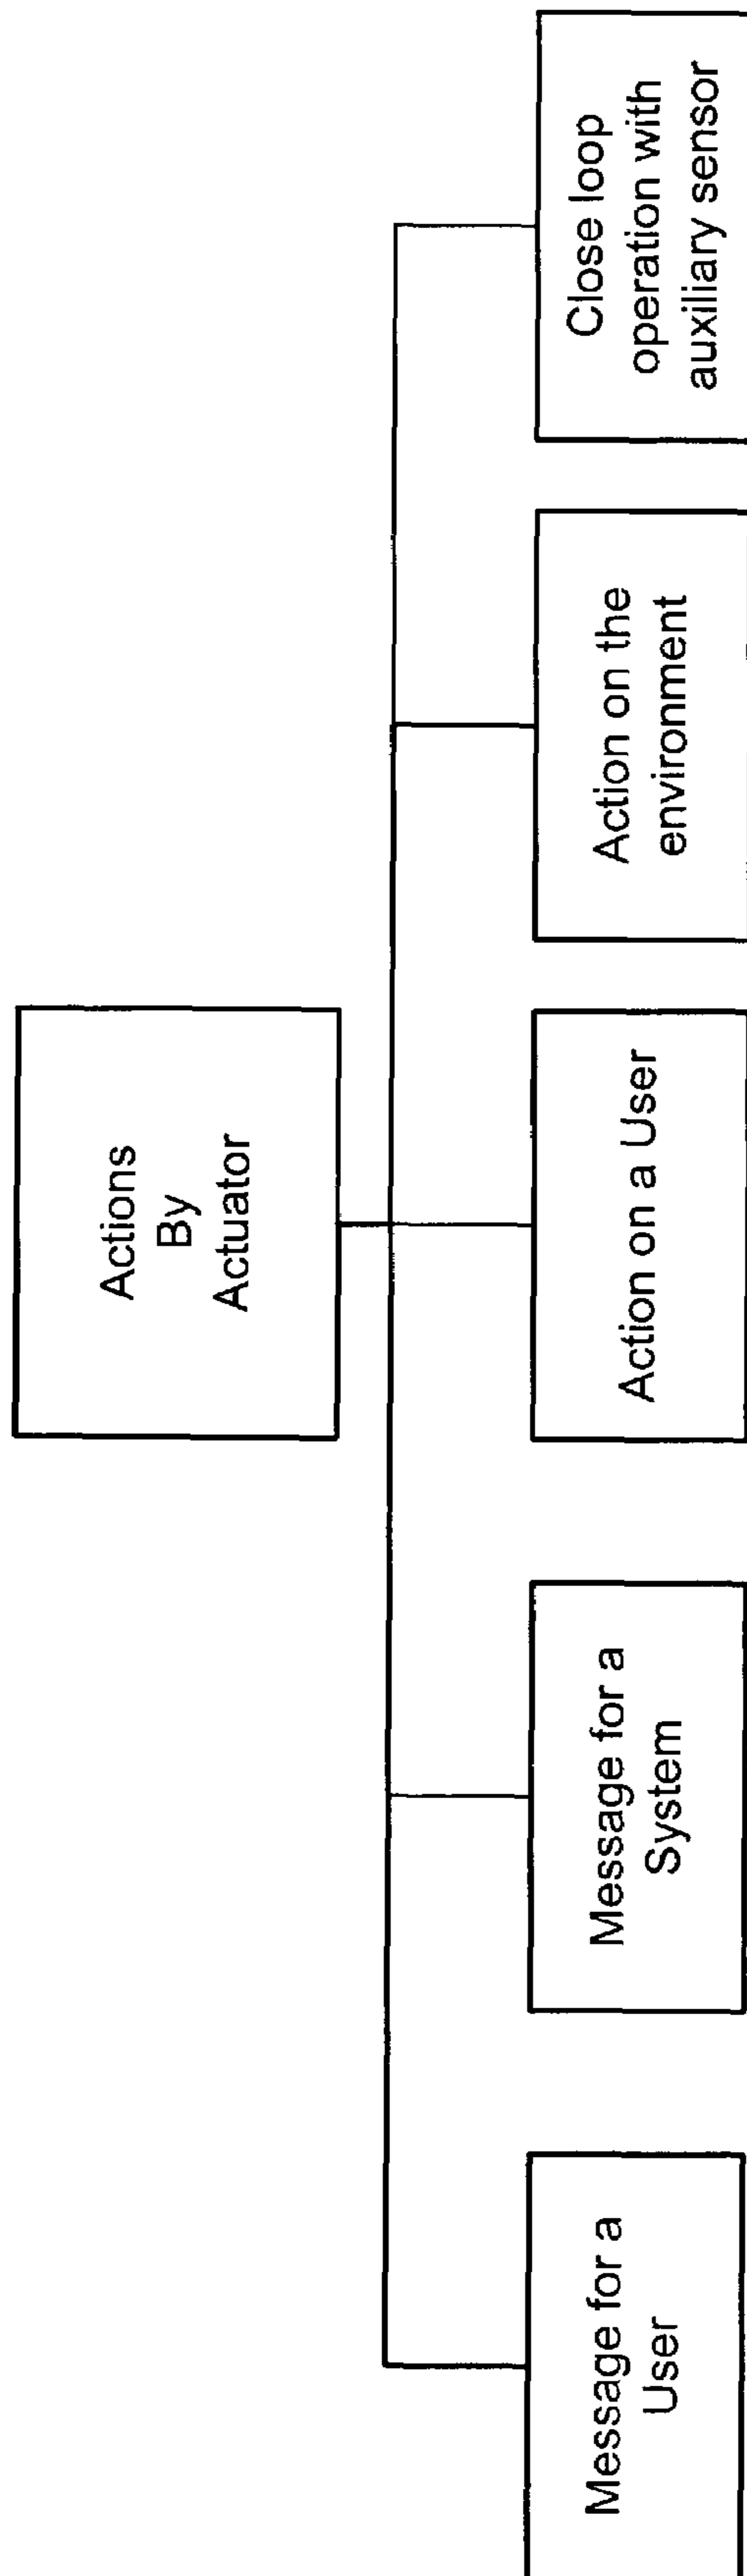 Actions
By
Actuator
Message for a
User
Message for a
System
Action on a User
Action on the
environment
Close loop
operation with
auxiliary sensor